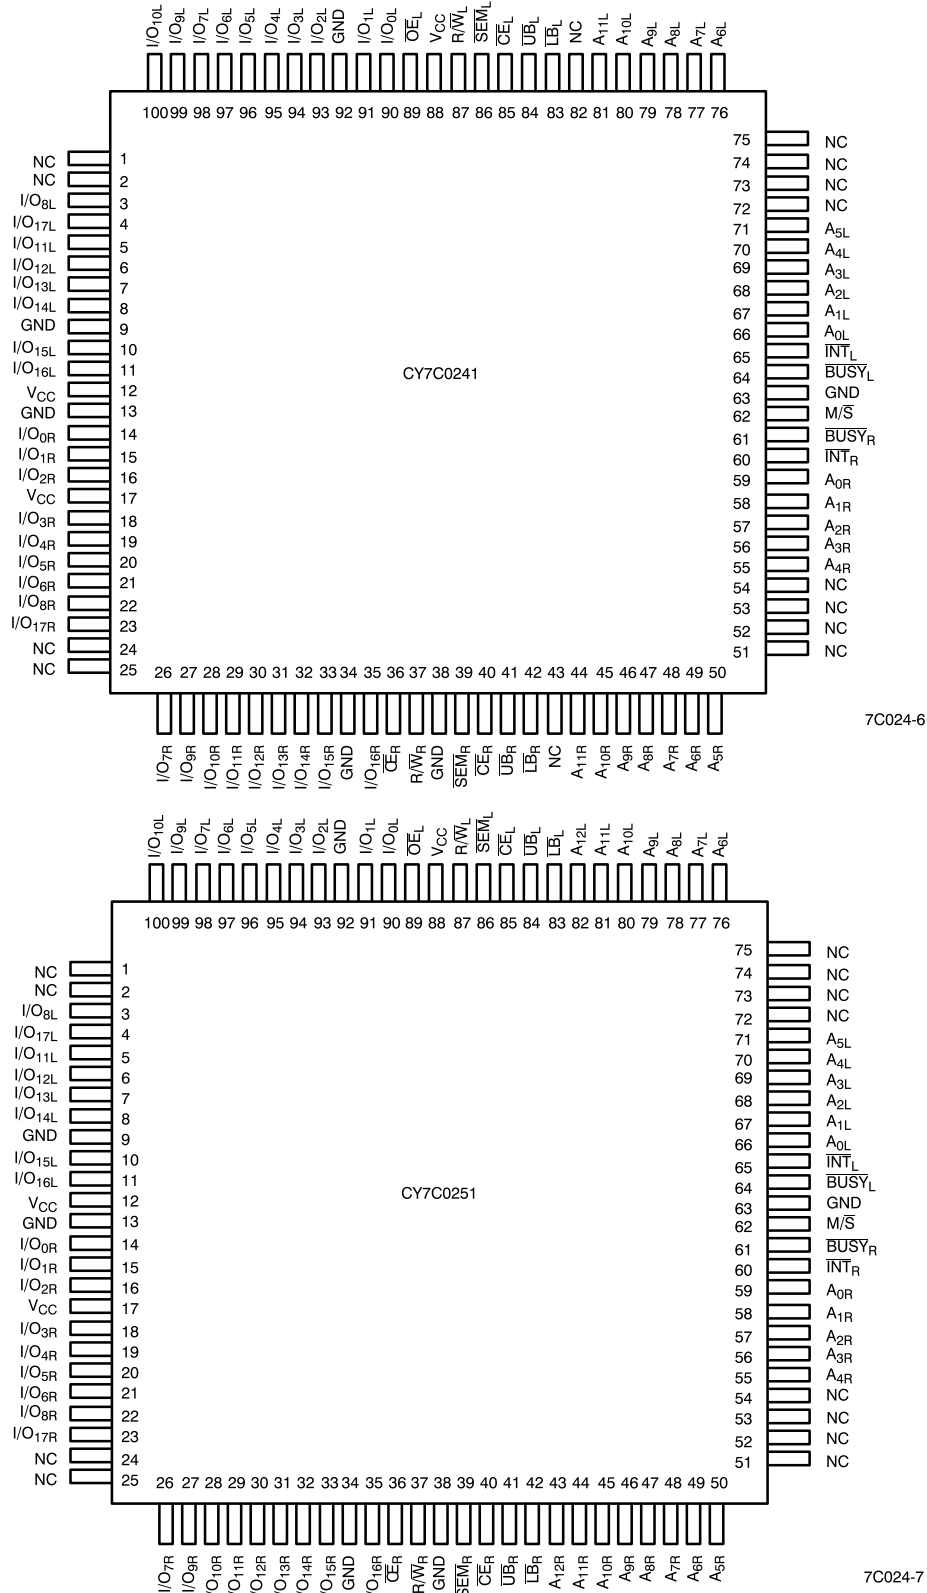 I/O10L I/O9L I/O7L I/O6L I/O5L I/O4L I/O3L I/O2L GND I/O1L I/O0L OEL VCC R/WL SEML CEL UBL LBL NC A11L A10L A9L A8L A7L A6L
100 99 98 97 96 95 94 93 92 91 90 89 88 87 86 85 84 83 82 81 80 79 78 77 76
NC 1
NC 2
I/O8L 3
I/O17L 4
I/O11L 5
I/O12L 6
I/O13L 7
I/O14L 8
GND 9
I/O15L 10
I/O16L 11
VCC 12
GND 13
I/O0R 14
I/O1R 15
I/O2R 16
VCC 17
I/O3R 18
I/O4R 19
I/O5R 20
I/O6R 21
I/O8R 22
I/O17R 23
NC 24
NC 25
CY7C0241
75 NC
74 NC
73 NC
72 NC
71 A5L
70 A4L
69 A3L
68 A2L
67 A1L
66 A0L
65 INTL
64 BUSYL
63 GND
62 M/S
61 BUSYR
60 INTR
59 A0R
58 A1R
57 A2R
56 A3R
55 A4R
54 NC
53 NC
52 NC
51 NC
26 27 28 29 30 31 32 33 34 35 36 37 38 39 40 41 42 43 44 45 46 47 48 49 50
I/O7R I/O9R I/O10R I/O11R I/O12R I/O13R I/O14R I/O15R GND I/O16R OER R/WR GND SEMR CER UBR LBR NC A11R A10R A9R A8R A7R A6R A5R
7C024-6
I/O10L I/O9L I/O7L I/O6L I/O5L I/O4L I/O3L I/O2L GND I/O1L I/O0L OEL VCC R/WL SEML CEL UBL LBL A12L A11L A10L A9L A8L A7L A6L
100 99 98 97 96 95 94 93 92 91 90 89 88 87 86 85 84 83 82 81 80 79 78 77 76
NC 1
NC 2
I/O8L 3
I/O17L 4
I/O11L 5
I/O12L 6
I/O13L 7
I/O14L 8
GND 9
I/O15L 10
I/O16L 11
VCC 12
GND 13
I/O0R 14
I/O1R 15
I/O2R 16
VCC 17
I/O3R 18
I/O4R 19
I/O5R 20
I/O6R 21
I/O8R 22
I/O17R 23
NC 24
NC 25
CY7C0251
75 NC
74 NC
73 NC
72 NC
71 A5L
70 A4L
69 A3L
68 A2L
67 A1L
66 A0L
65 INTL
64 BUSYL
63 GND
62 M/S
61 BUSYR
60 INTR
59 A0R
58 A1R
57 A2R
56 A3R
55 A4R
54 NC
53 NC
52 NC
51 NC
26 27 28 29 30 31 32 33 34 35 36 37 38 39 40 41 42 43 44 45 46 47 48 49 50
I/O7R I/O9R /O10R /O11R /O12R /O13R /O14R /O15R GND /O16R OER R/WR GND SEMR CER UBR LBR A12R A11R A10R A9R A8R A7R A6R A5R
7C024-7